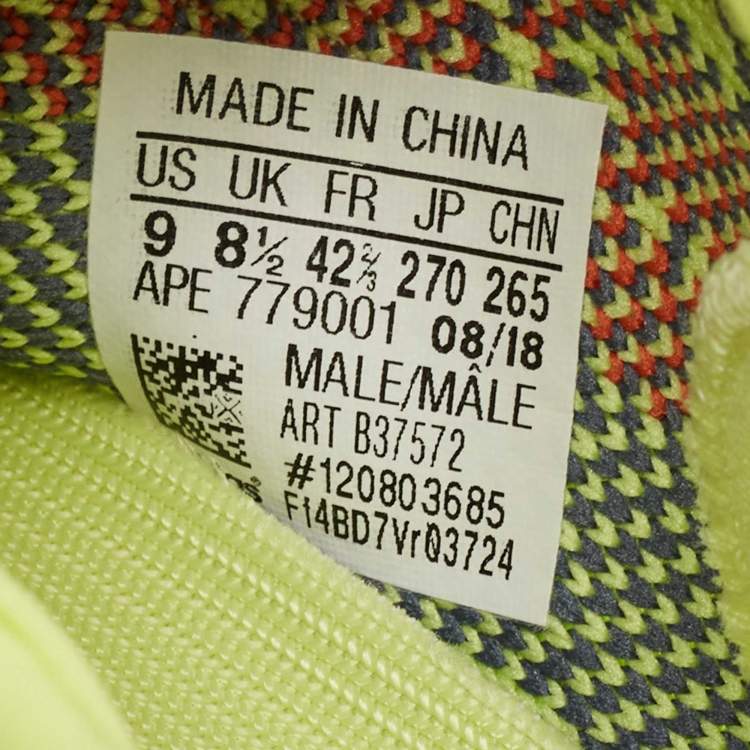 MADE IN CHINA
US UK FR JP CHN
9 8½ 42⅔ 270 265
APE 779001 08/18
MALE/MÂLE
ART B37572
#120803685
Ft4BD7Vr03724